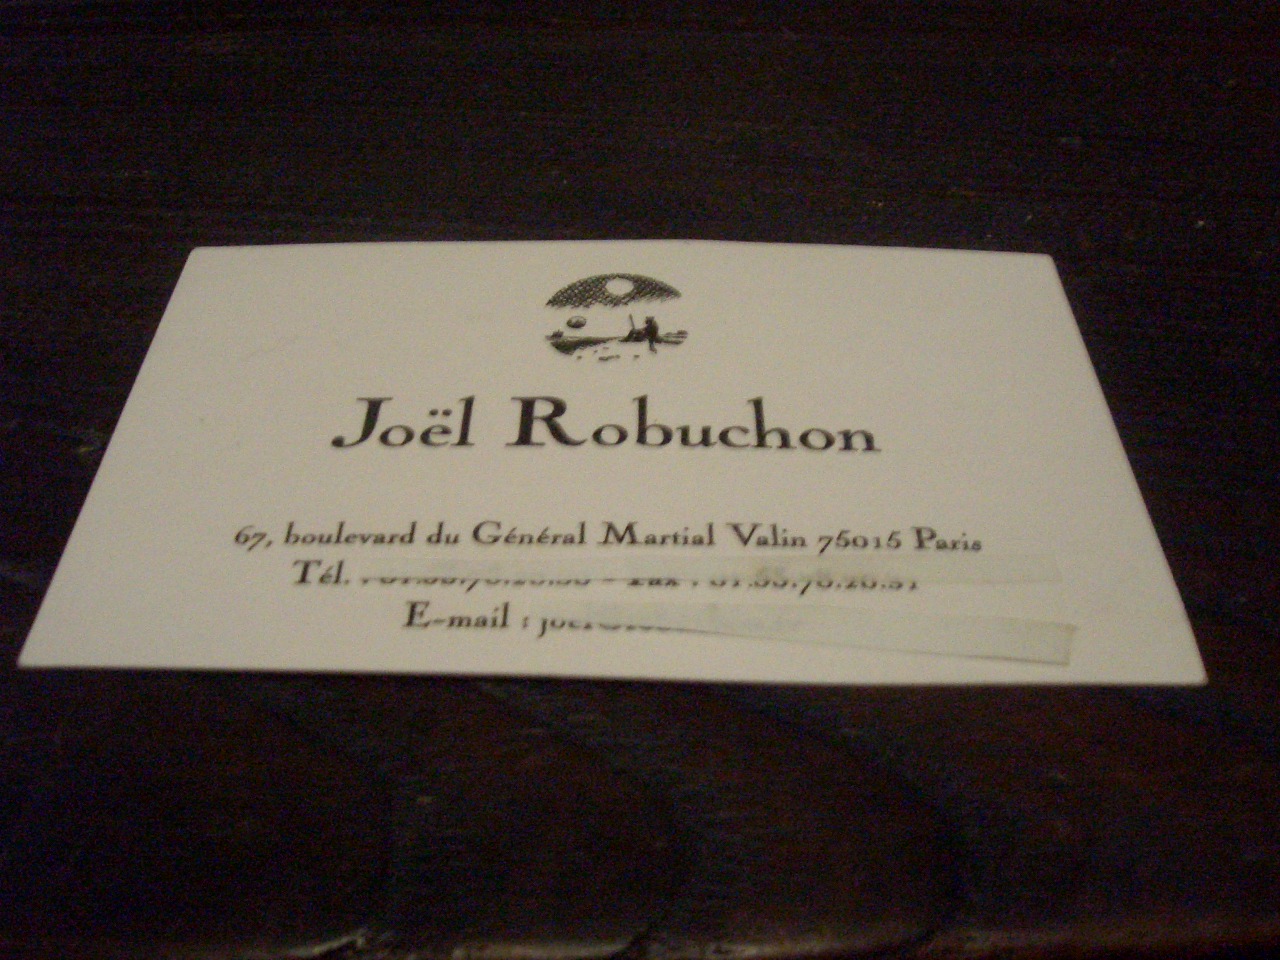 Joël Robuchon
67, boulevard du Général Martial Valin 75015 Paris
Tél.
E-mail :